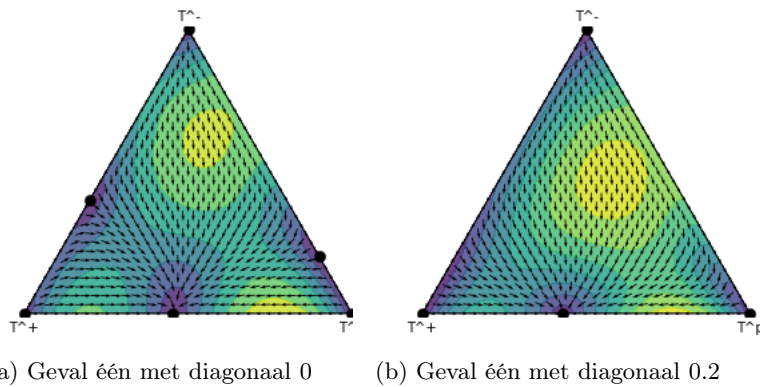 T^- T^-
T^+ T^ T^+ T^p
a) Geval één met diagonaal 0 (b) Geval één met diagonaal 0.2